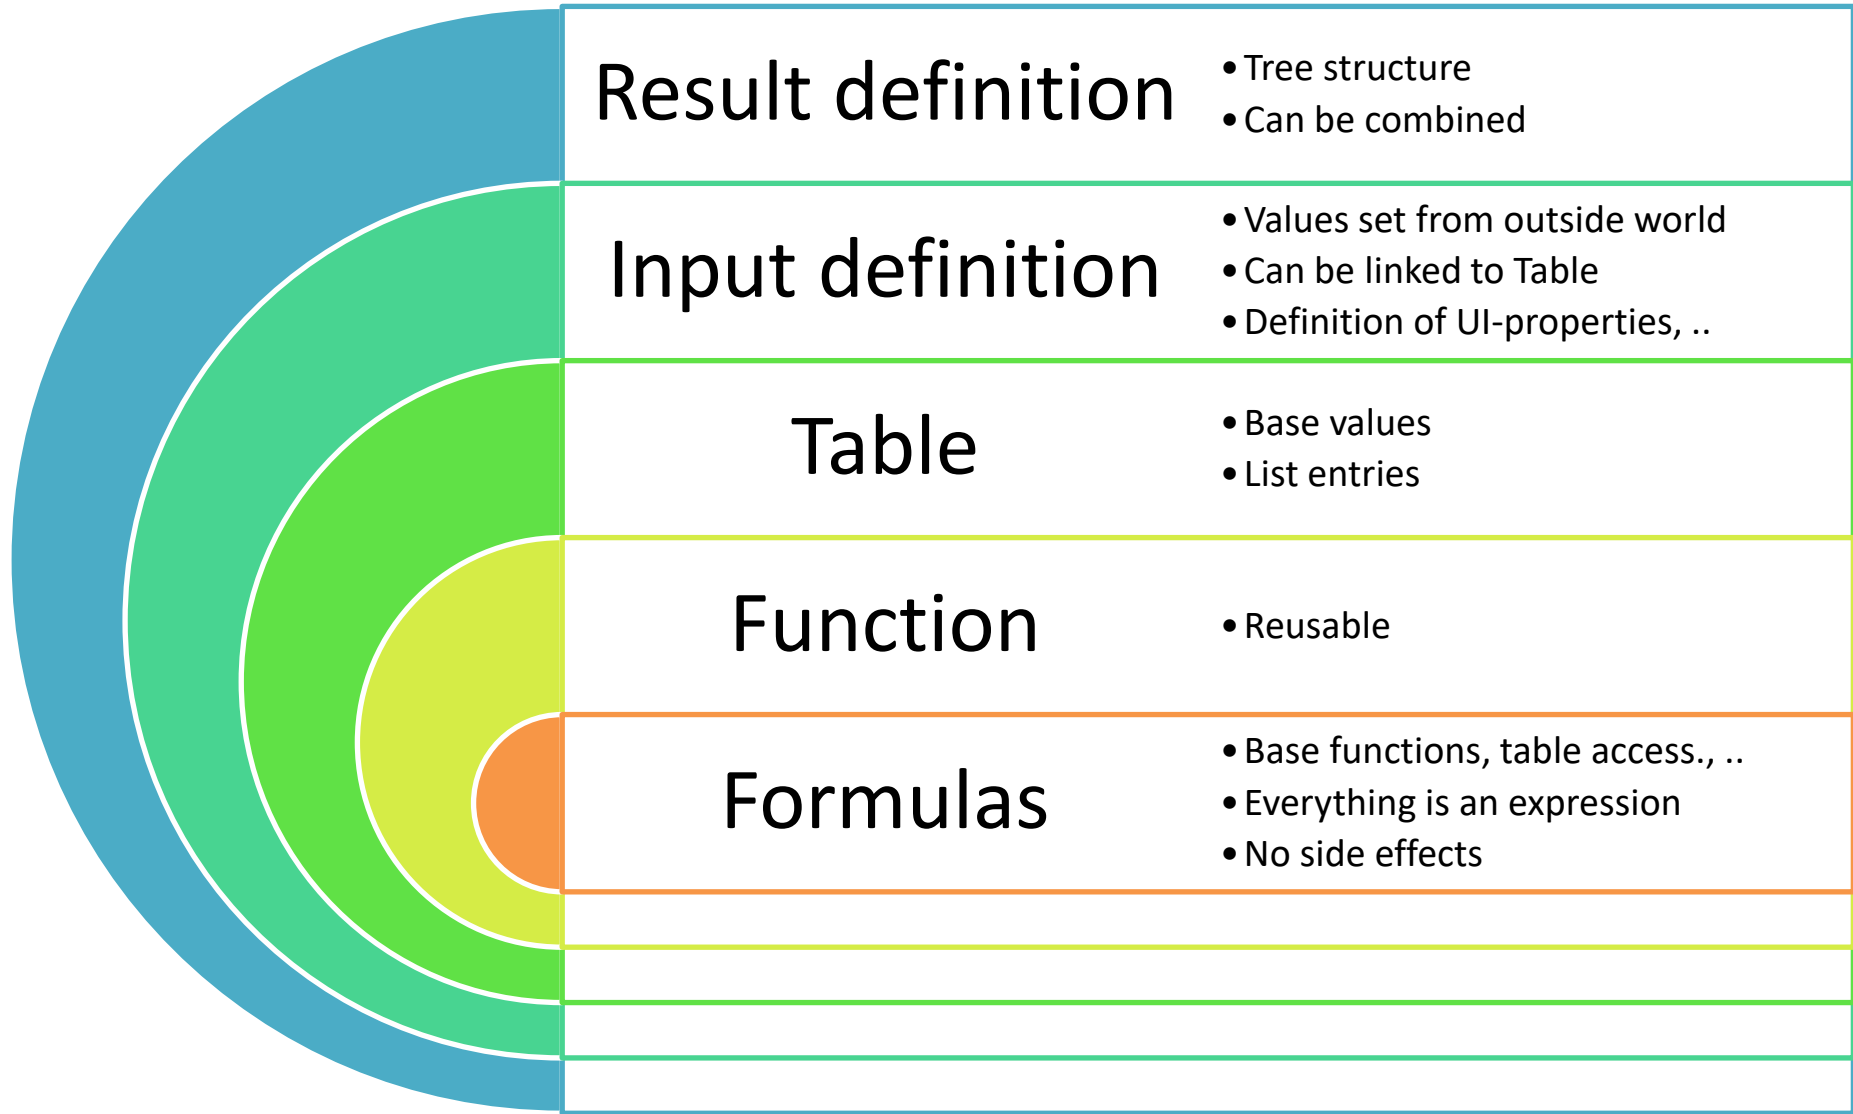 Result definition
• Tree structure
• Can be combined
Input definition
• Values set from outside world
• Can be linked to Table
• Definition of UI-properties, ..
Table
• Base values
• List entries
Function
• Reusable
Formulas
• Base functions, table access., ..
• Everything is an expression
• No side effects